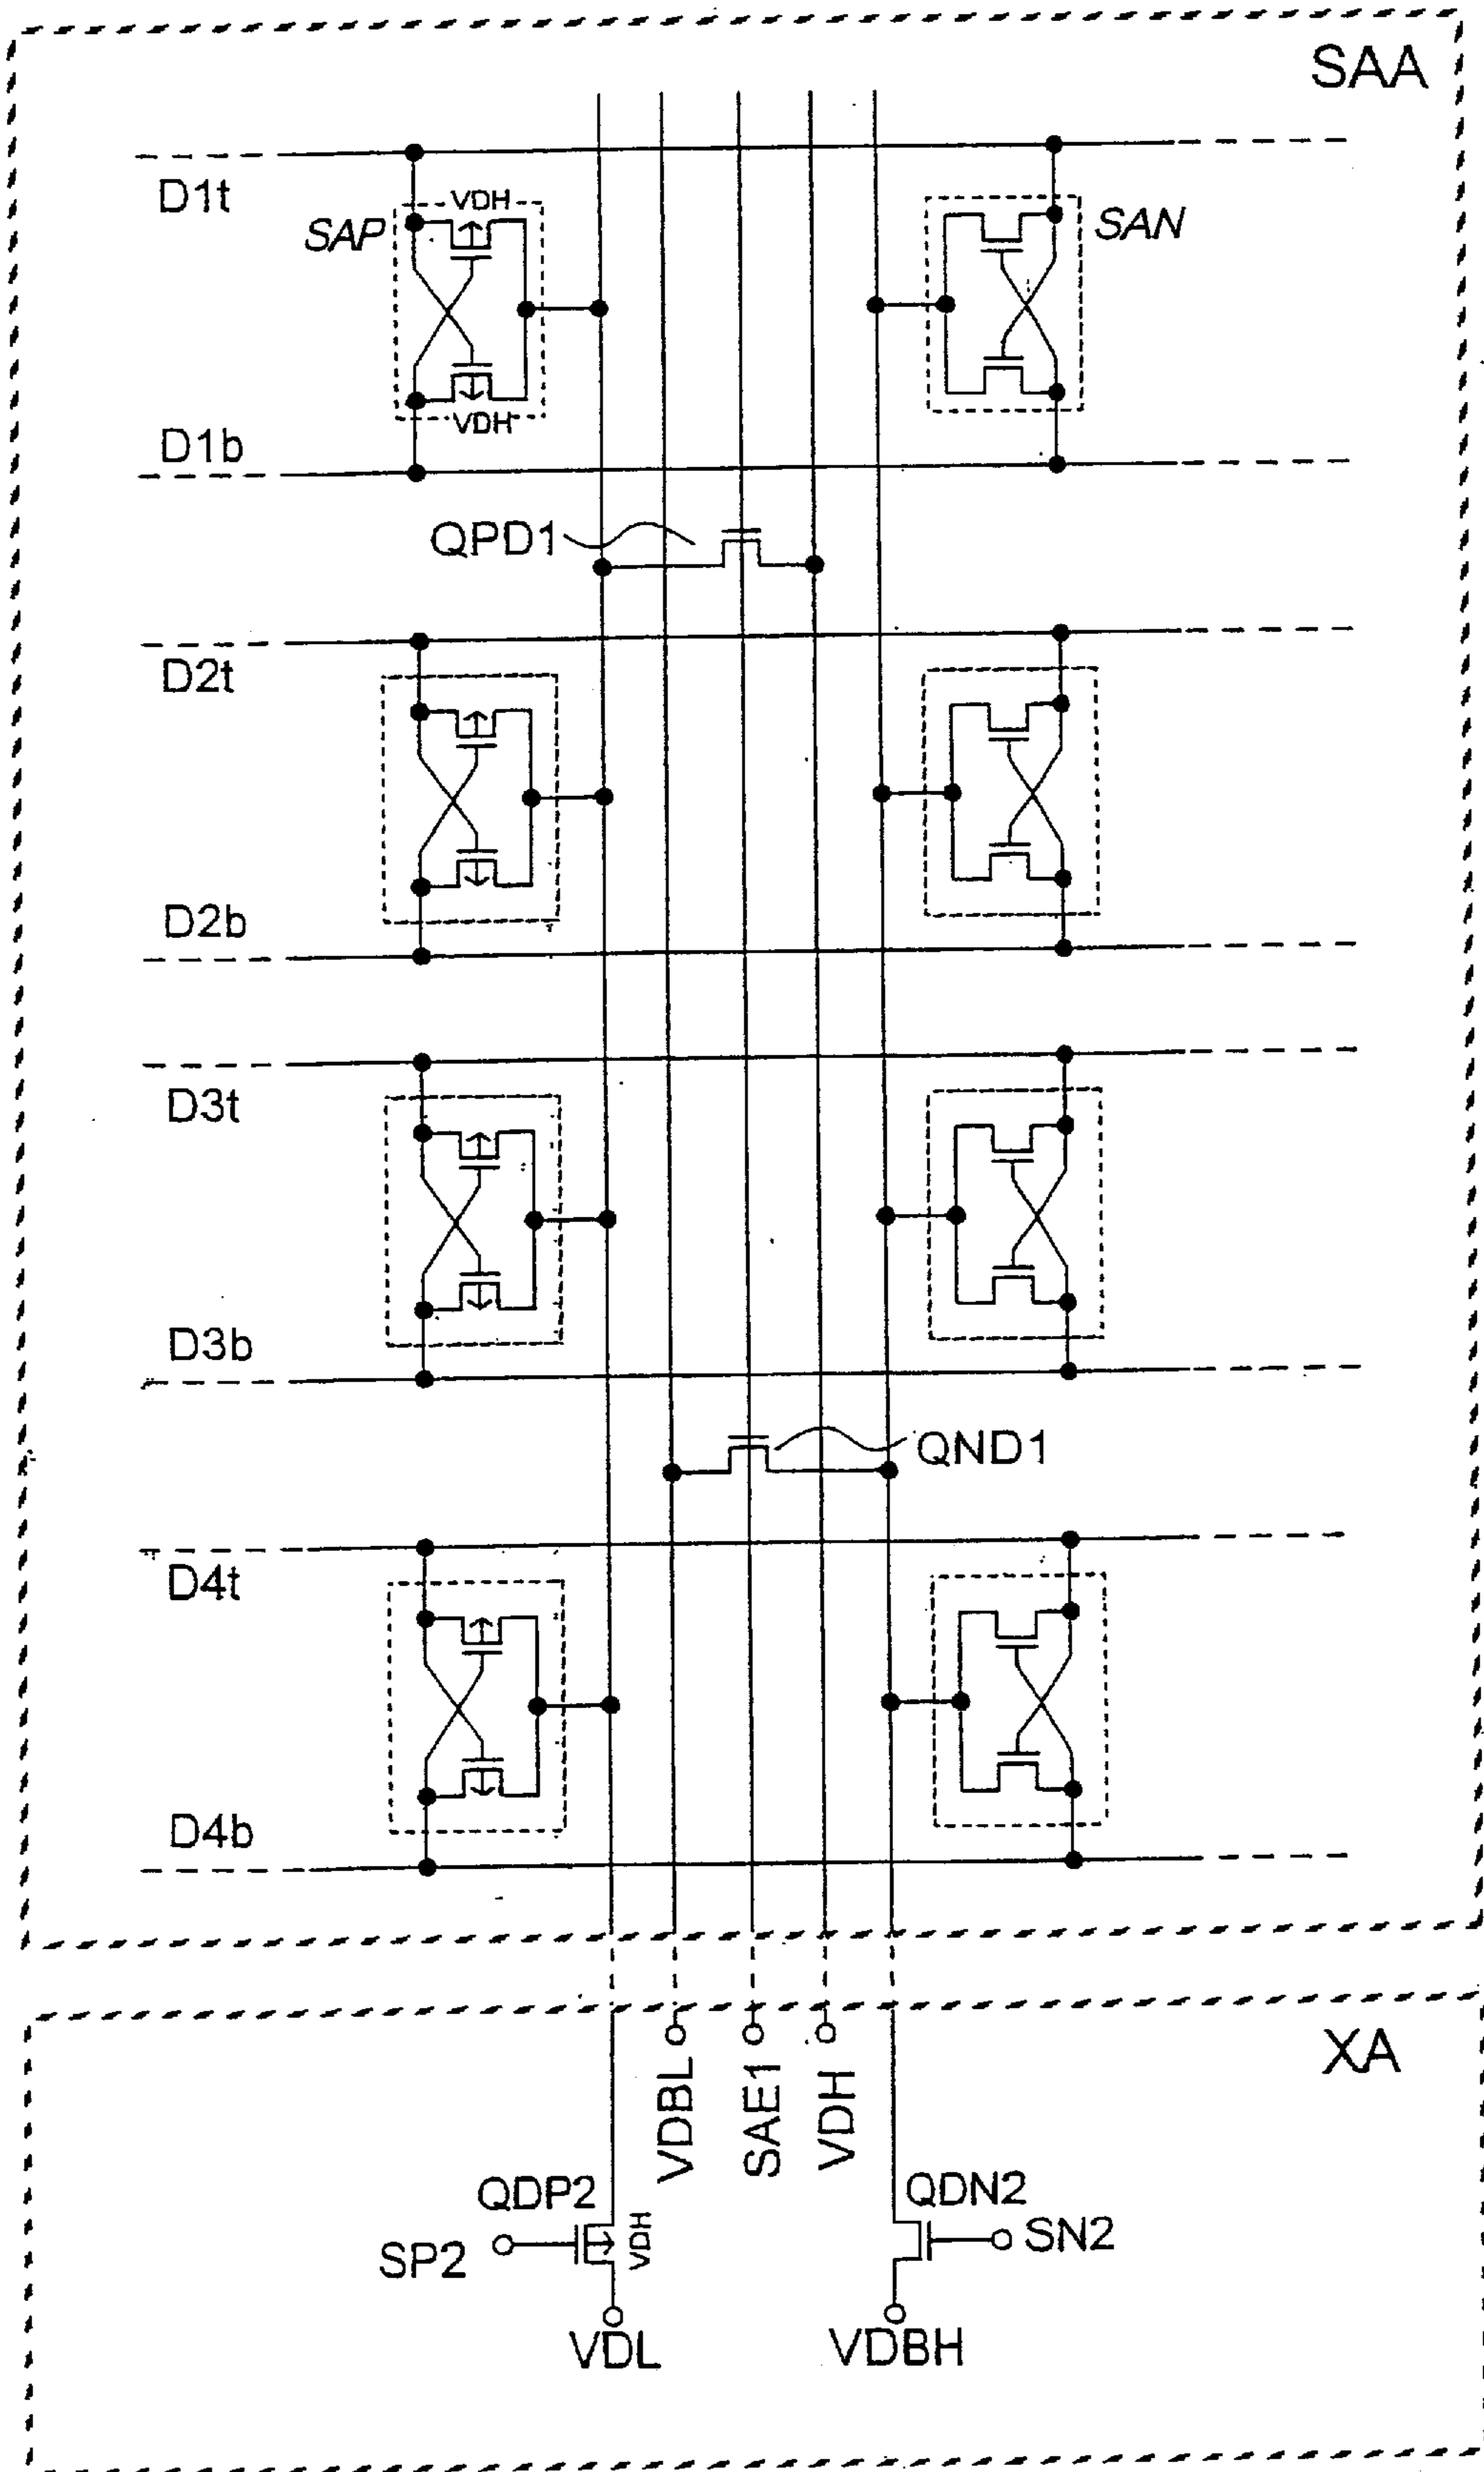 SAA
D1t
VDH
SAP
SAN
VDH
D1b
QPD1
D2t
D2b
D3t
D3b
QND1
D4t
D4b
XA
VDBL
SAE1
VDH
QDP2
QDN2
VDH
SP2
SN2
VDL
VDBH